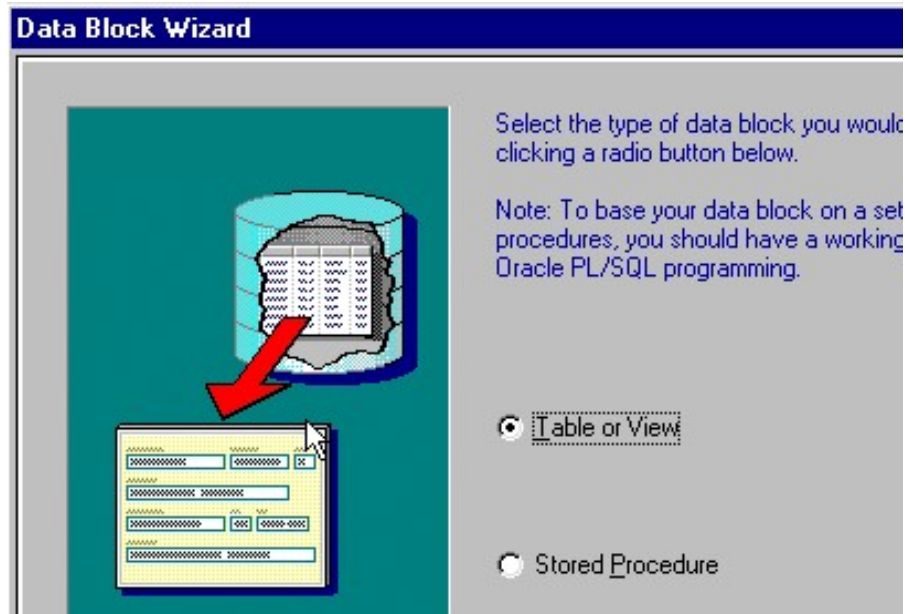 Data Block Wizard
Select the type of data block you would
clicking a radio button below.
Note: To base your data block on a set
procedures, you should have a working
Oracle PL/SQL programming.
Table or View
Stored Procedure